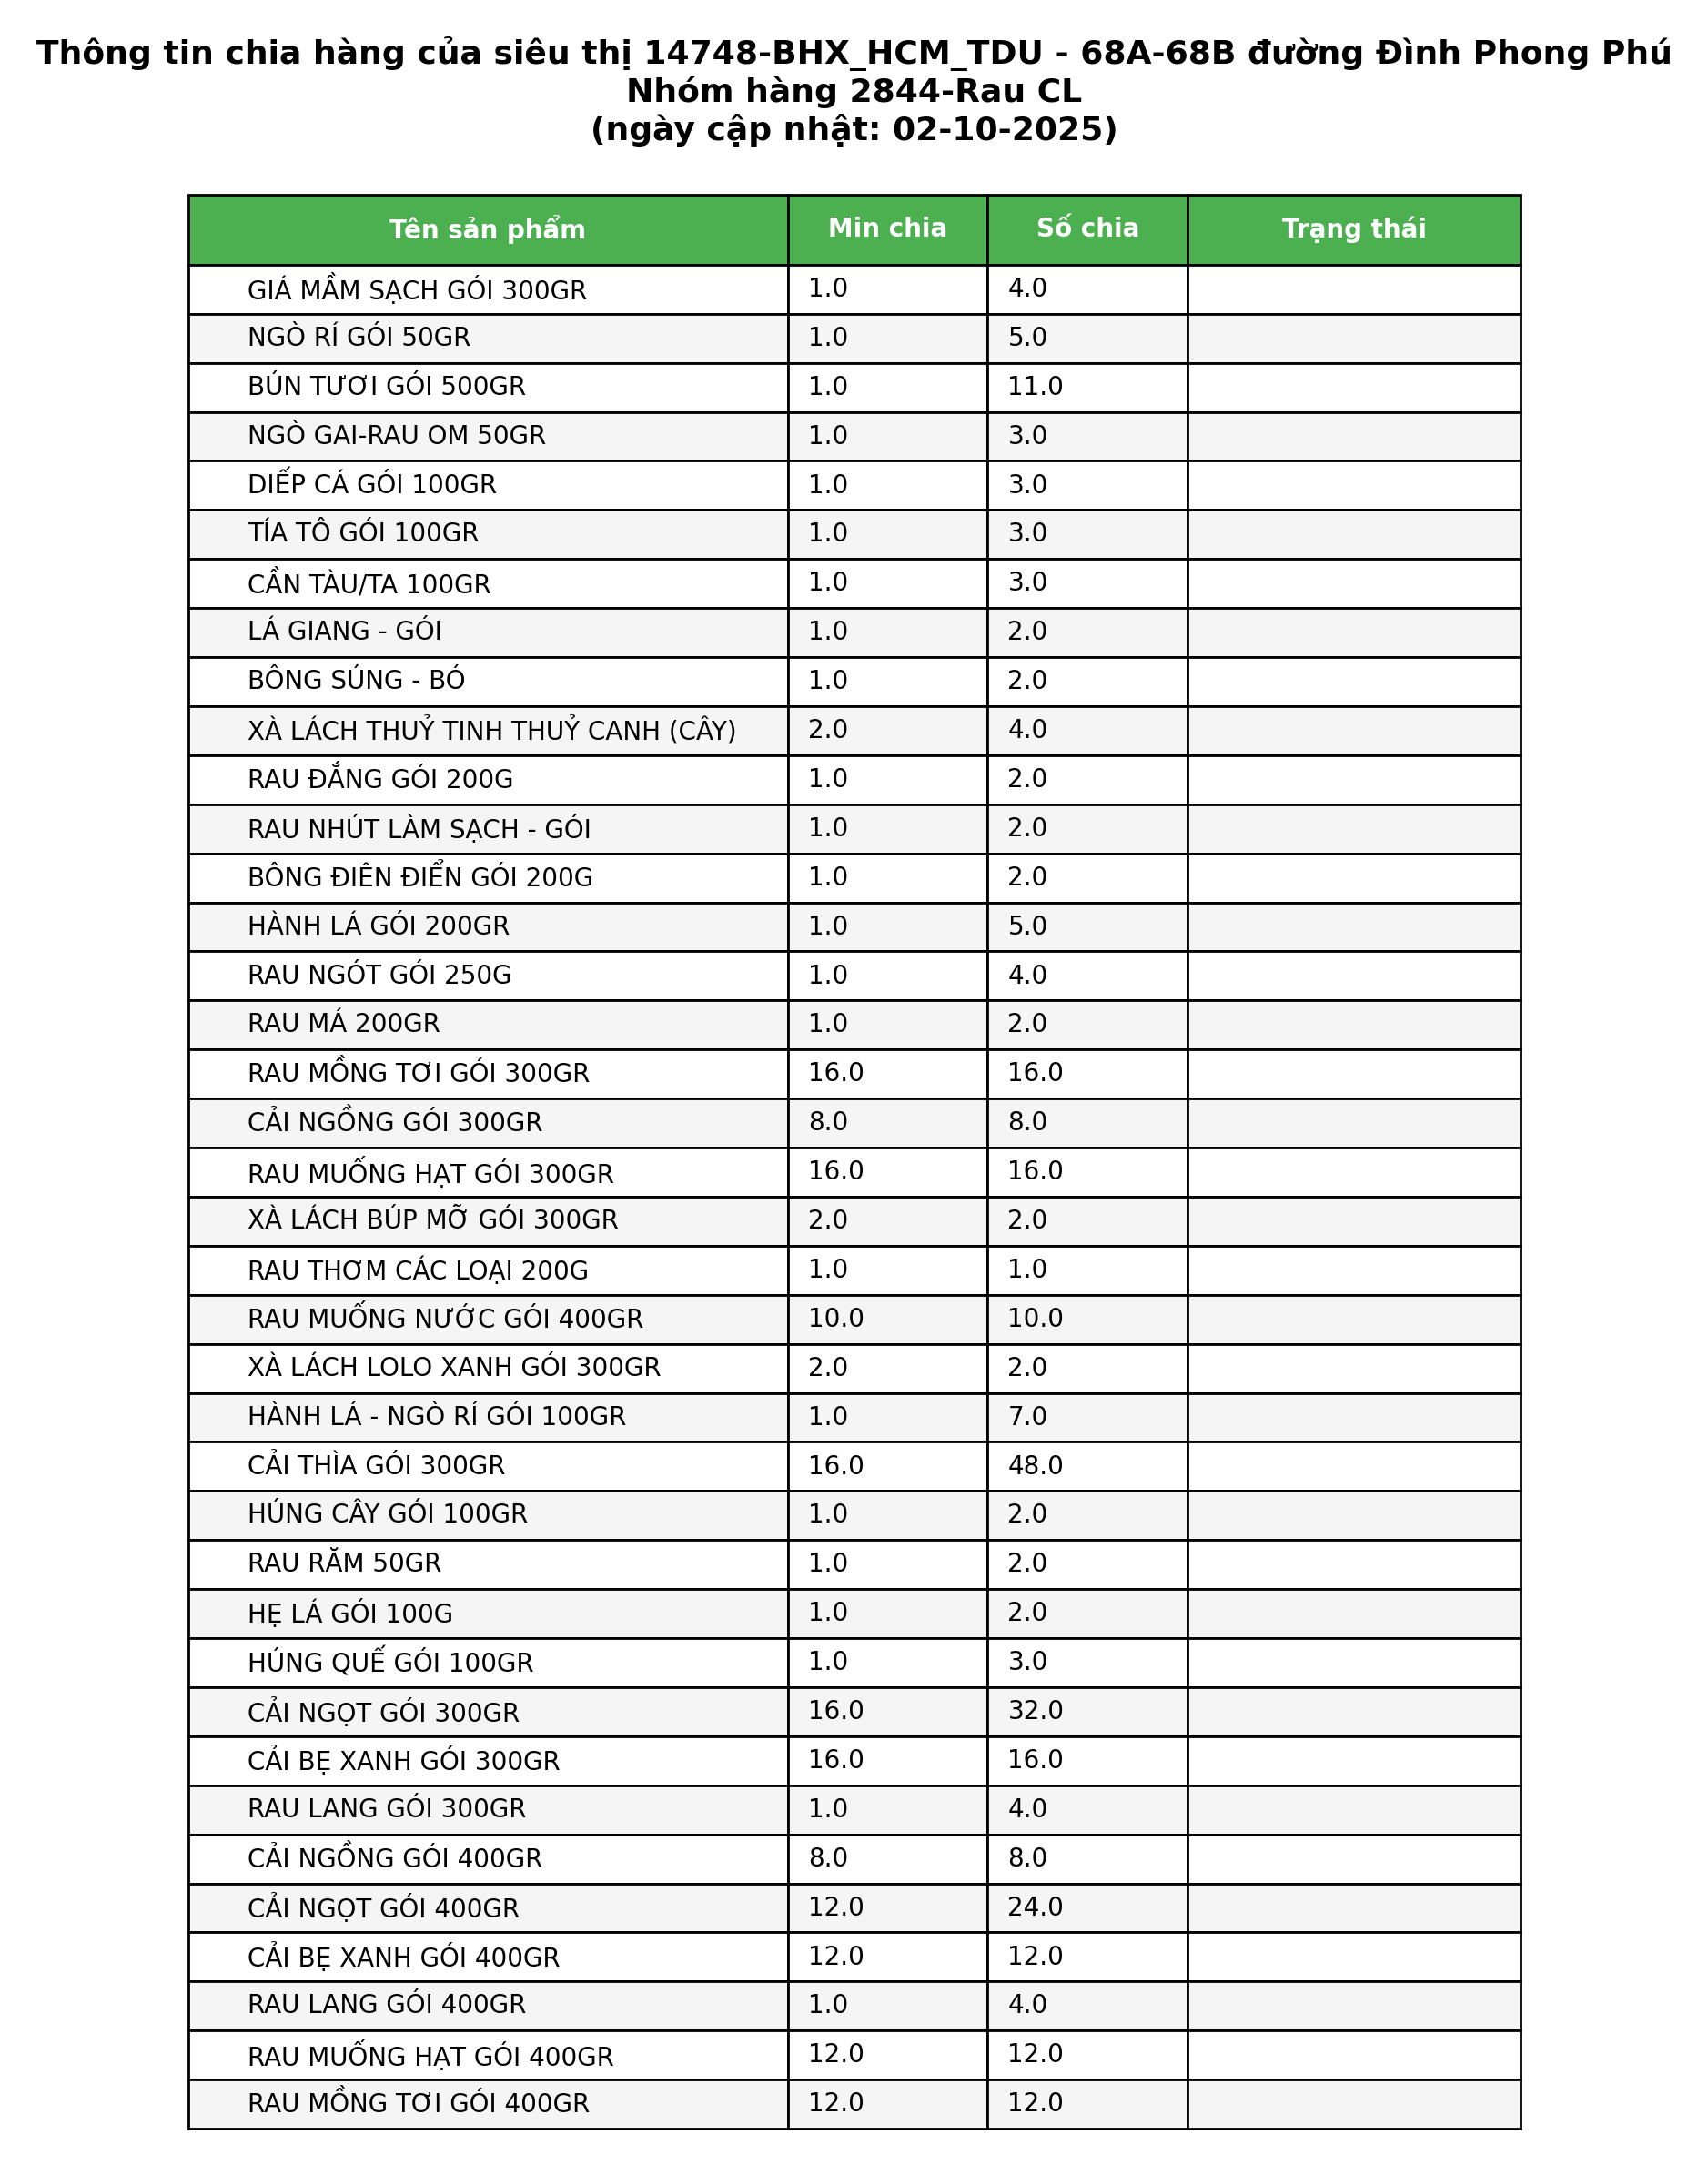 Thông tin chia hàng của siêu thị 14748-BHX_HCM_TDU - 68A-68B đường Đình Phong Phú
Nhóm hàng 2844-Rau CL
(ngày cập nhật: 02-10-2025)
Tên sản phẩm Min chia Số chia Trạng thái
GIÁ MẦM SẠCH GÓI 300GR 1.0 4.0
NGÒ RÍ GÓI 50GR 1.0 5.0
BÚN TƯƠI GÓI 500GR 1.0 11.0
NGÒ GAI-RAU OM 50GR 1.0 3.0
DIẾP CÁ GÓI 100GR 1.0 3.0
TÍA TÔ GÓI 100GR 1.0 3.0
CẦN TÀU/TA 100GR 1.0 3.0
LÁ GIANG - GÓI 1.0 2.0
BÔNG SÚNG - BÓ 1.0 2.0
XÀ LÁCH THUỶ TINH THUỶ CANH (CÂY) 2.0 4.0
RAU ĐẮNG GÓI 200G 1.0 2.0
RAU NHÚT LÀM SẠCH - GÓI 1.0 2.0
BÔNG ĐIÊN ĐIỂN GÓI 200G 1.0 2.0
HÀNH LÁ GÓI 200GR 1.0 5.0
RAU NGÓT GÓI 250G 1.0 4.0
RAU MÁ 200GR 1.0 2.0
RAU MỒNG TƠI GÓI 300GR 16.0 16.0
CẢI NGỒNG GÓI 300GR 8.0 8.0
RAU MUỐNG HẠT GÓI 300GR 16.0 16.0
XÀ LÁCH BÚP MỠ GÓI 300GR 2.0 2.0
RAU THƠM CÁC LOẠI 200G 1.0 1.0
RAU MUỐNG NƯỚC GÓI 400GR 10.0 10.0
XÀ LÁCH LOLO XANH GÓI 300GR 2.0 2.0
HÀNH LÁ - NGÒ RÍ GÓI 100GR 1.0 7.0
CẢI THÌA GÓI 300GR 16.0 48.0
HÚNG CÂY GÓI 100GR 1.0 2.0
RAU RĂM 50GR 1.0 2.0
HẸ LÁ GÓI 100G 1.0 2.0
HÚNG QUẾ GÓI 100GR 1.0 3.0
CẢI NGỌT GÓI 300GR 16.0 32.0
CẢI BẸ XANH GÓI 300GR 16.0 16.0
RAU LANG GÓI 300GR 1.0 4.0
CẢI NGỒNG GÓI 400GR 8.0 8.0
CẢI NGỌT GÓI 400GR 12.0 24.0
CẢI BẸ XANH GÓI 400GR 12.0 12.0
RAU LANG GÓI 400GR 1.0 4.0
RAU MUỐNG HẠT GÓI 400GR 12.0 12.0
RAU MỒNG TƠI GÓI 400GR 12.0 12.0